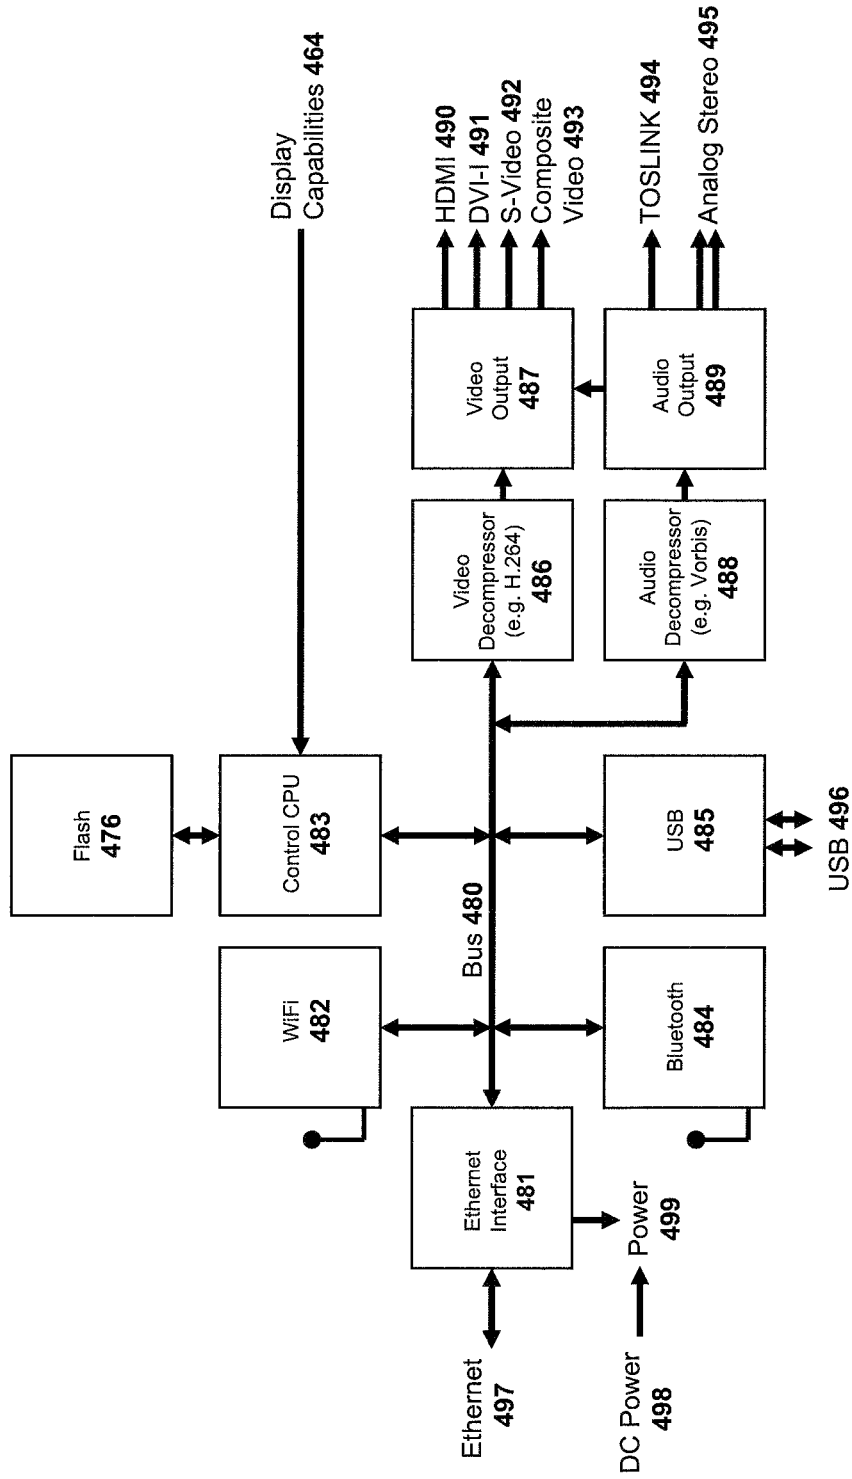 Display
Capabilities 464
Flash
476
Control CPU
483
WiFi
482
HDMI 490
DVI-I 491
S-Video 492
Composite
Video 493
Video
Output
487
Video
Decompressor
(e.g. H.264)
486
Bus 480
Ethernet
Interface
481
Ethernet
497
TOSLINK 494
Analog Stereo 495
Audio
Output
489
Audio
Decompressor
(e.g. Vorbis)
488
USB
485
USB 496
Bluetooth
484
Power
499
DC Power
498